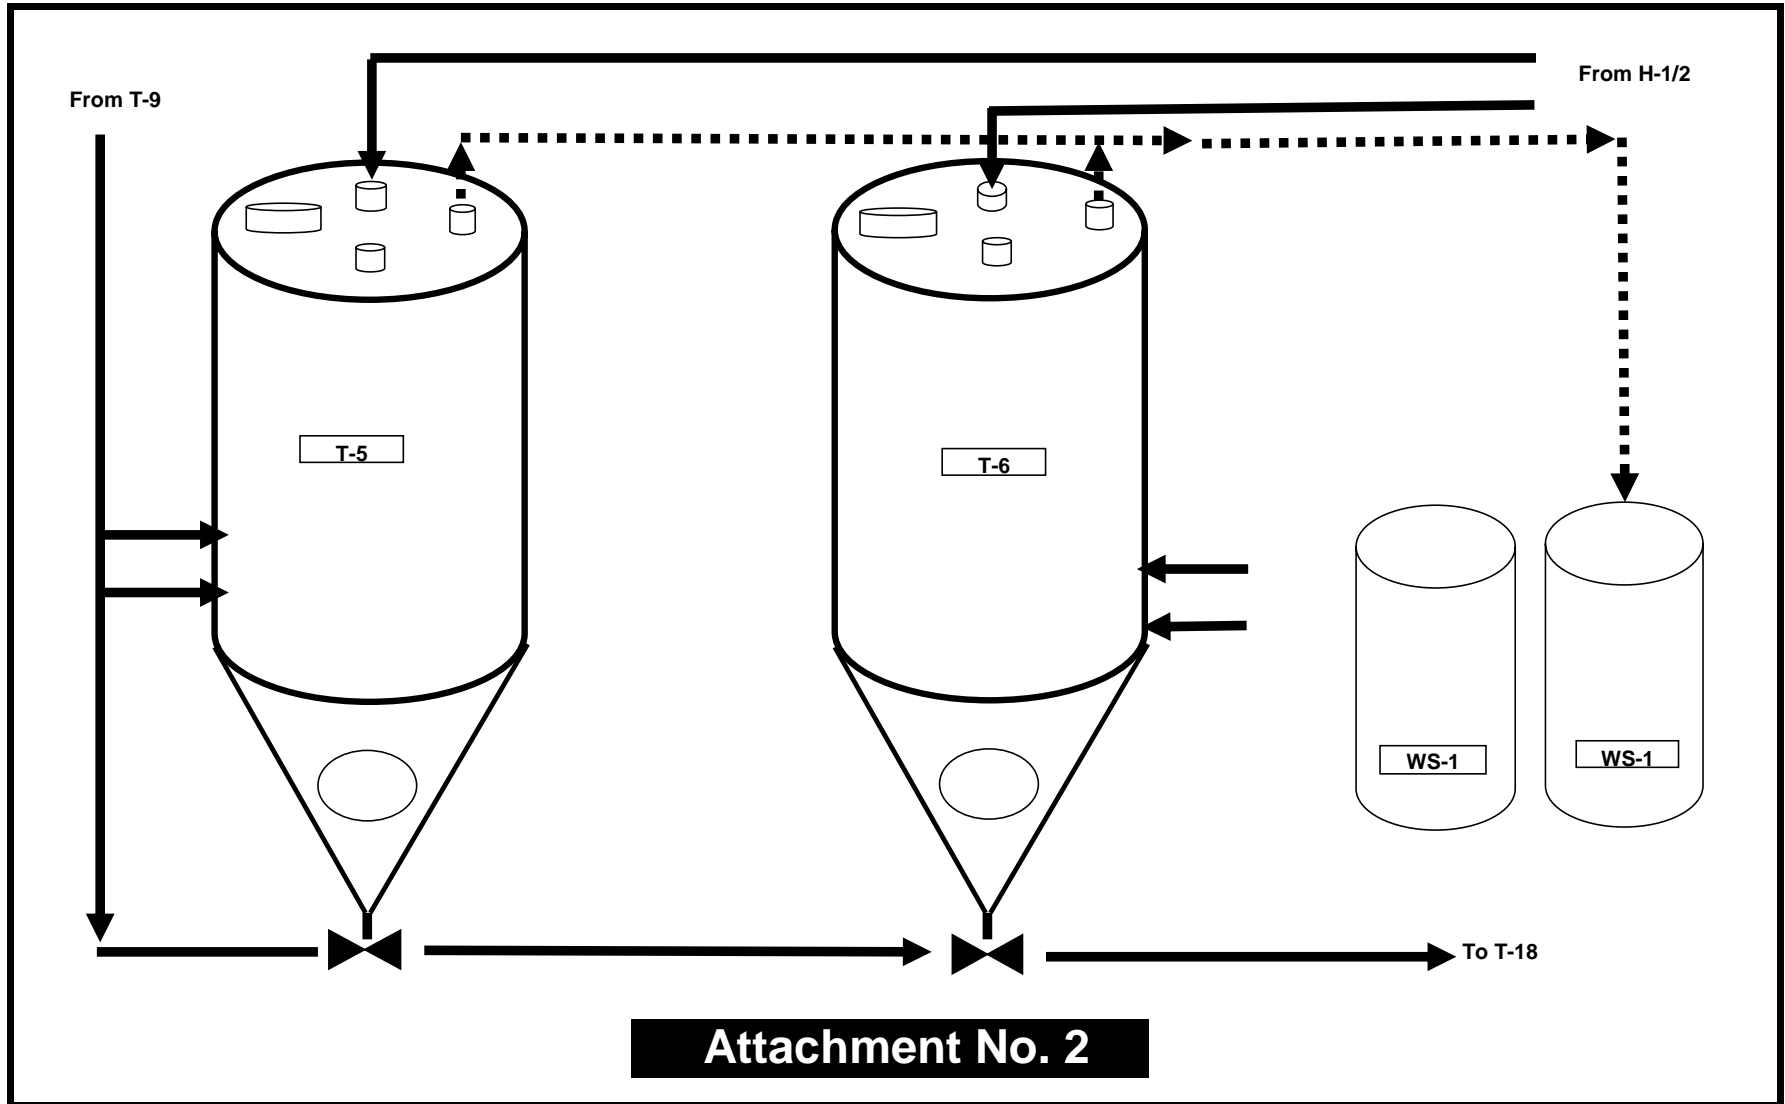 From H-1/2
From T-9
T-5
T-6
WS-1
WS-1
To T-18
Attachment No. 2